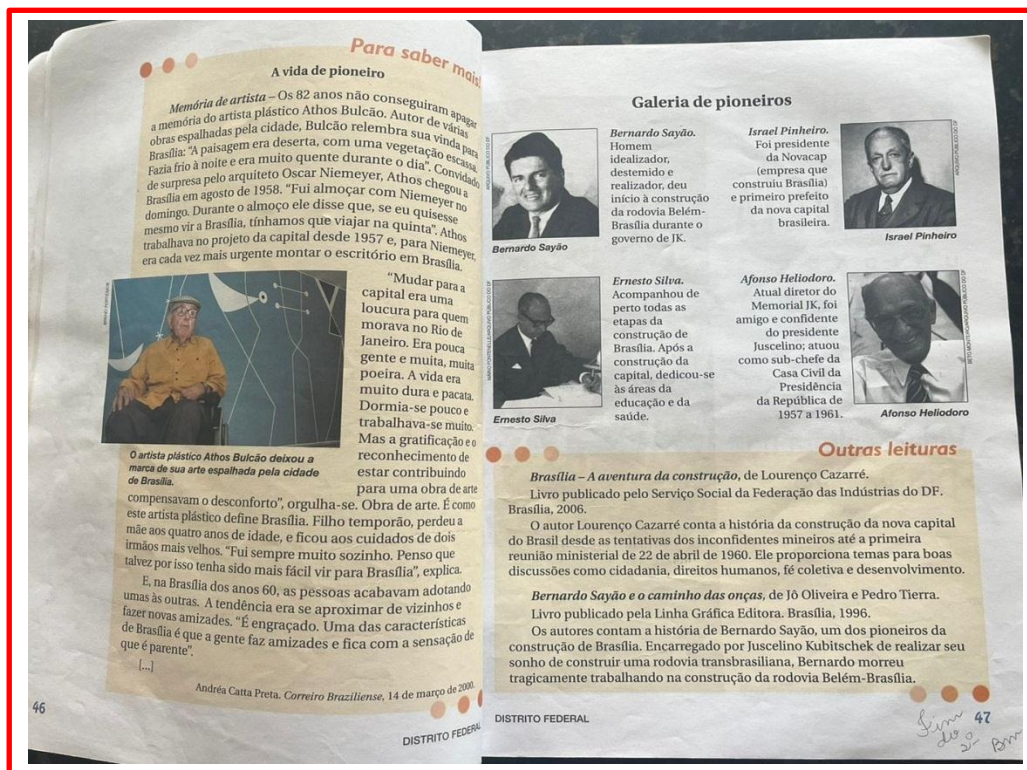 Para saber mais!
A vida de pioneiro
Memória de artista – Os 82 anos não conseguiram apagar
a memória do artista plástico Athos Bulcão. Autor de várias
obras espalhadas pela cidade, Bulcão relembra sua vinda para
Brasília: “A paisagem era deserta, com uma vegetação escassa.
Fazia frio à noite e era muito quente durante o dia”. Convidado
de surpresa pelo arquiteto Oscar Niemeyer, Athos chegou a
Brasília em agosto de 1958. “Fui almoçar com Niemeyer no
domingo. Durante o almoço ele disse que, se eu quisesse
mesmo vir a Brasília, tínhamos que viajar na quinta”. Athos
trabalhava no projeto da capital desde 1957 e, para Niemeyer,
era cada vez mais urgente montar o escritório em Brasília.
“Mudar para a
capital era uma
loucura para quem
morava no Rio de
Janeiro. Era pouca
gente e muita, muita
poeira. A vida era
muito dura e pacata.
Dormia-se pouco e
trabalhava-se muito.
Mas a gratificação e o
reconhecimento de
estar contribuindo
para uma obra de arte
O artista plástico Athos Bulcão deixou a
marca de sua arte espalhada pela cidade
de Brasília.
compensavam o desconforto”, orgulha-se. Obra de arte. É como
este artista plástico define Brasília. Filho temporão, perdeu a
mãe aos quatro anos de idade, e ficou aos cuidados de dois
irmãos mais velhos. “Fui sempre muito sozinho. Penso que
talvez por isso tenha sido mais fácil vir para Brasília”, explica.
E, na Brasília dos anos 60, as pessoas acabavam adotando
umas às outras. A tendência era se aproximar de vizinhos e
fazer novas amizades. “É engraçado. Uma das características
de Brasília é que a gente faz amizades e fica com a sensação de
que é parente”.
[...]
Andréa Catta Preta. Correiro Braziliense, 14 de março de 2000.
46
DISTRITO FEDERAL
Galeria de pioneiros
ARQUIVO PÚBLICO DO DF
Bernardo Sayão
Bernardo Sayão.
Homem
idealizador,
destemido e
realizador, deu
início à construção
da rodovia Belém-
Brasília durante o
governo de JK.
Israel Pinheiro.
Foi presidente
da Novacap
(empresa que
construiu Brasília)
e primeiro prefeito
da nova capital
brasileira.
ARQUIVO PÚBLICO DO DF
Israel Pinheiro
MÁRIO FONTENELLE/ARQUIVO PÚBLICO DO DF
Ernesto Silva
Ernesto Silva.
Acompanhou de
perto todas as
etapas da
construção de
Brasília. Após a
construção da
capital, dedicou-se
às áreas da
educação e da
saúde.
Afonso Heliodoro.
Atual diretor do
Memorial JK, foi
amigo e confidente
do presidente
Juscelino; atuou
como sub-chefe da
Casa Civil da
Presidência
da República de
1957 a 1961.
ARQUIVO PÚBLICO DO DF
Afonso Heliodoro
Outras leituras
Brasília – A aventura da construção, de Lourenço Cazarré.
Livro publicado pelo Serviço Social da Federação das Indústrias do DF.
Brasília, 2006.
O autor Lourenço Cazarré conta a história da construção da nova capital
do Brasil desde as tentativas dos inconfidentes mineiros até a primeira
reunião ministerial de 22 de abril de 1960. Ele proporciona temas para boas
discussões como cidadania, direitos humanos, fé coletiva e desenvolvimento.
Bernardo Sayão e o caminho das onças, de Jô Oliveira e Pedro Tierra.
Livro publicado pela Linha Gráfica Editora. Brasília, 1996.
Os autores contam a história de Bernardo Sayão, um dos pioneiros da
construção de Brasília. Encarregado por Juscelino Kubitschek de realizar seu
sonho de construir uma rodovia transbrasiliana, Bernardo morreu
tragicamente trabalhando na construção da rodovia Belém-Brasília.
DISTRITO FEDERAL
47
Fim
do 2º
Bm